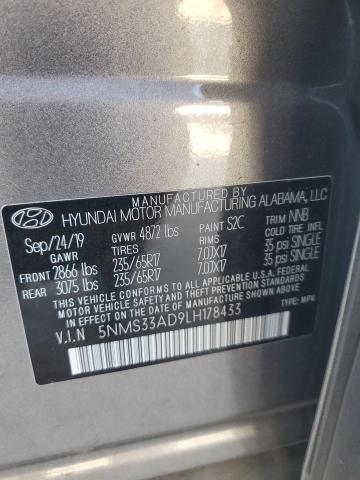 MANUFACTURED BY
HYUNDAI MOTOR MANUFACTURING ALABAMA, LLC
Sep/24/19 GVWR 4872 lbs PAINT S2C TRIM NNB
GAWR TIRES RIMS COLD TIRE INFL
FRONT 2866 lbs 235/65R17 7.0JX17 35 psi SINGLE
REAR 3075 lbs 235/65R17 7.0JX17 35 psi SINGLE
THIS VEHICLE CONFORMS TO ALL APPLICABLE FEDERAL
MOTOR VEHICLE SAFETY AND THEFT PREVENTION STANDARDS
IN EFFECT ON THE DATE OF MANUFACTURE SHOWN ABOVE.
V.I.N 5NMS33AD9LH178433 TYPE: MPV